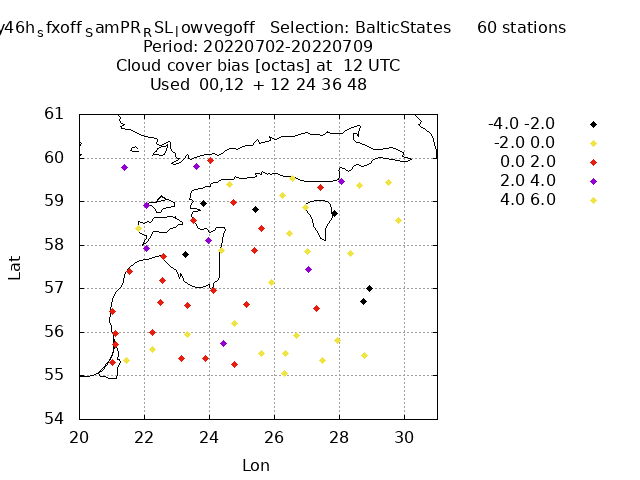 y46h_sfxoff_samPR_RSL_lowvegoff Selection: BalticStates 60 stations
Period: 20220702-20220709
Cloud cover bias [octas] at 12 UTC
Used 00,12 + 12 24 36 48
61
60
59
58
57
56
55
54
20 22 24 26 28 30
Lat
Lon
-4.0 -2.0
-2.0 0.0
0.0 2.0
2.0 4.0
4.0 6.0